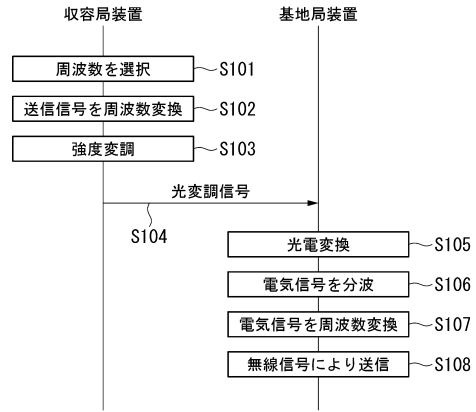 収容局装置 基地局装置
周波数を選択 S101
送信信号を周波数変換 S102
強度変調 S103
光変調信号
S104
光電変換 S105
電気信号を分波 S106
電気信号を周波数変換 S107
無線信号により送信 S108